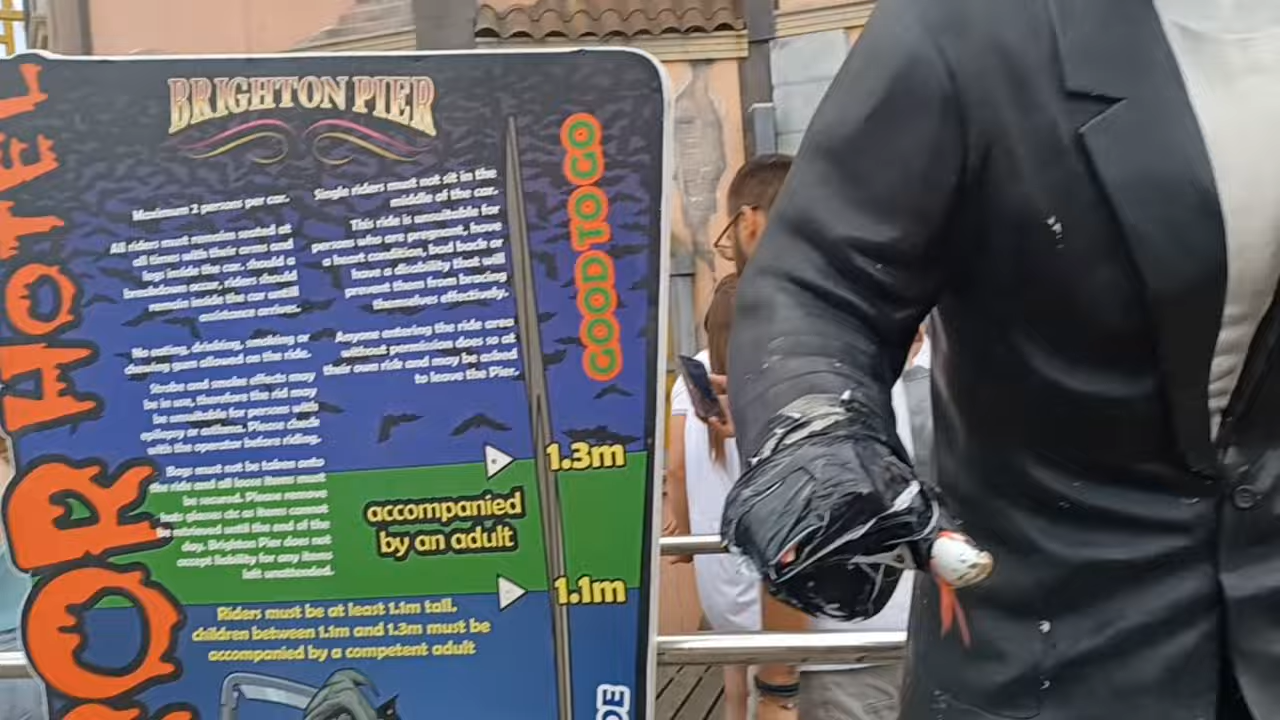 BRIGHTON PIER
HOTEL
Maximum 2 persons per car.
All riders must remain seated at
all times with their arms and
legs inside the car. should a
breakdown occur, riders should
remain inside the car until
assistance arrives.
No eating, drinking, smoking or
chewing gum allowed on the ride.
Strobe and smoke effects may
be in use, therefore the rid may
be unsuitable for persons with
epilepsy or asthma. Please check
with the operator before riding.
Bags must not be taken onto
the ride and all loose items must
be secured. Please remove
hats glasses etc as items cannot
be retrieved until the end of the
day. Brighton Pier does not
accept liability for any items
left unattended.
Single riders must not sit in the
middle of the car.
This ride is unsuitable for
persons who are pregnant, have
a heart condition, bad back or
have a disability that will
prevent them from bracing
themselves effectively.
Anyone entering the ride area
without permission does so at
their own risk and may be asked
to leave the Pier.
GOOD TO GO
1.3m
accompanied
by an adult
1.1m
Riders must be at least 1.1m tall.
children between 1.1m and 1.3m must be
accompanied by a competent adult